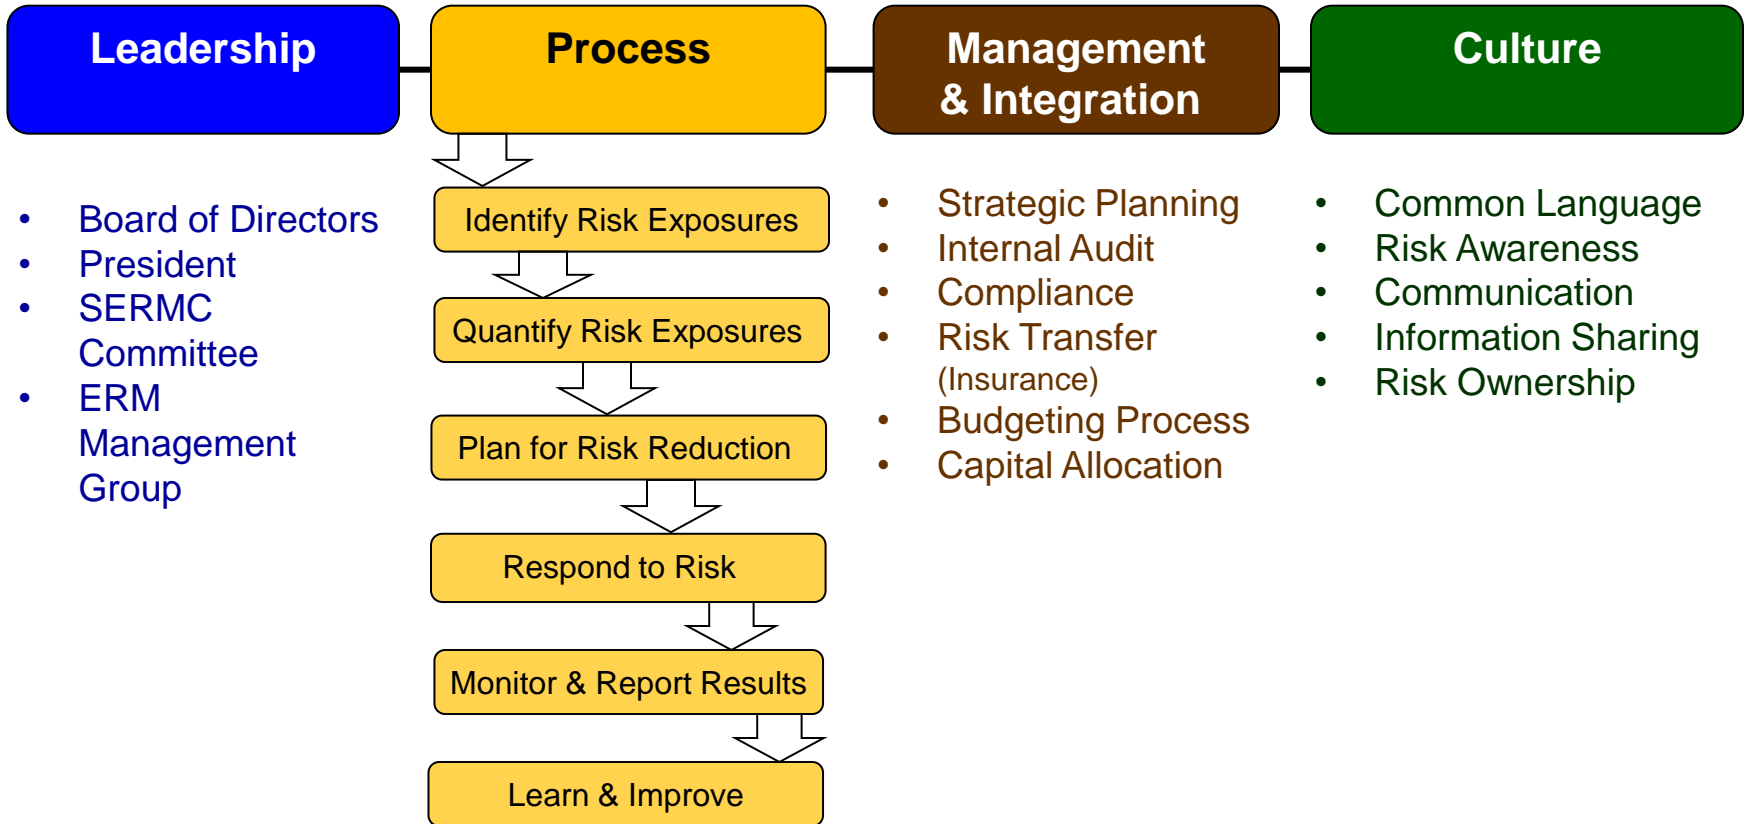 Leadership
Process
Management
& Integration
Culture
• Board of Directors
• President
• SERMC
Committee
• ERM
Management
Group
Identify Risk Exposures
Quantify Risk Exposures
Plan for Risk Reduction
Respond to Risk
Monitor & Report Results
Learn & Improve
• Strategic Planning
• Internal Audit
• Compliance
• Risk Transfer
(Insurance)
• Budgeting Process
• Capital Allocation
• Common Language
• Risk Awareness
• Communication
• Information Sharing
• Risk Ownership